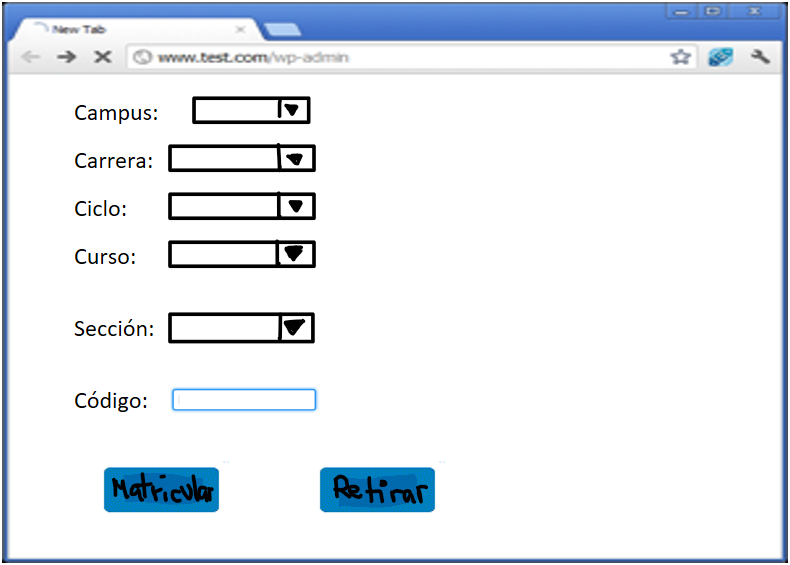 New Tab
www.test.com/wp-admin
Campus:
Carrera:
Ciclo:
Curso:
Sección:
Código:
Matricular Retirar